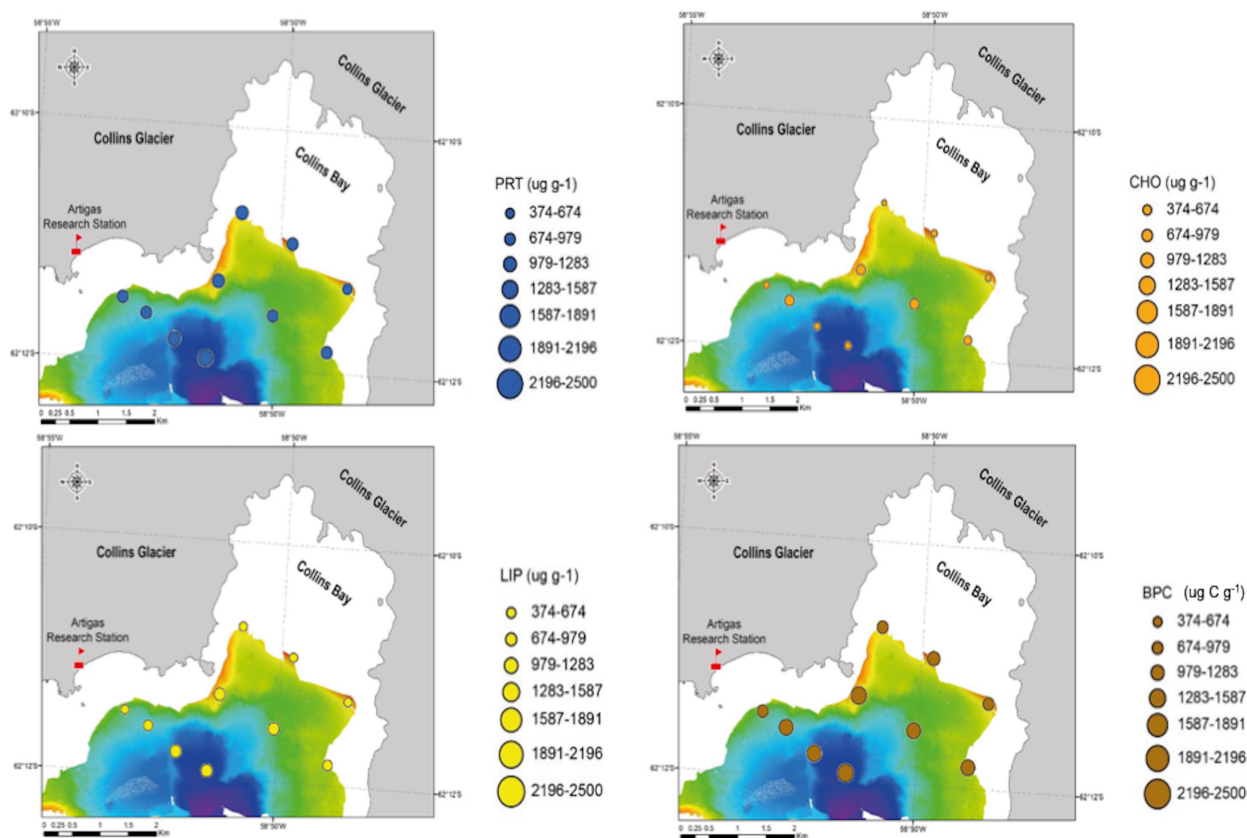 58°55'W
58°50'W
N
W
E
S
Collins Glacier
62°10'S
Collins Glacier
62°10'S
Collins Bay
Artigas
Research Station
62°12'S
62°12'S
58°50'W
0 0.25 0.5 1 1.5 2
Km
PRT (ug g-1)
374-674
674-979
979-1283
1283-1587
1587-1891
1891-2196
2196-2500
58°55'W
58°50'W
N
W
E
S
Collins Glacier
62°10'S
Collins Glacier
62°10'S
Collins Bay
Artigas
Research Station
62°12'S
62°12'S
58°50'W
0 0.25 0.5 1 1.5 2
Km
CHO (ug g-1)
374-674
674-979
979-1283
1283-1587
1587-1891
1891-2196
2196-2500
58°55'W
58°50'W
N
W
E
S
Collins Glacier
62°10'S
Collins Glacier
62°10'S
Collins Bay
Artigas
Research Station
62°12'S
62°12'S
58°50'W
0 0.25 0.5 1 1.5 2
Km
LIP (ug g-1)
374-674
674-979
979-1283
1283-1587
1587-1891
1891-2196
2196-2500
58°55'W
58°50'W
N
W
E
S
Collins Glacier
62°10'S
Collins Glacier
62°10'S
Collins Bay
Artigas
Research Station
62°12'S
62°12'S
58°50'W
0 0.25 0.5 1 1.5 2
Km
BPC (ug C g-1)
374-674
674-979
979-1283
1283-1587
1587-1891
1891-2196
2196-2500